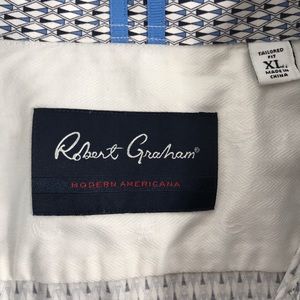 TAILORED
FIT
XL
MADE IN
CHINA
Robert Graham®
MODERN AMERICANA